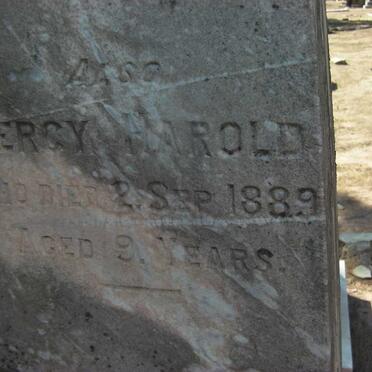 ALSO
ERCY HAROLD
HO DIED 2. SEP 1889
AGED 9. YEARS.